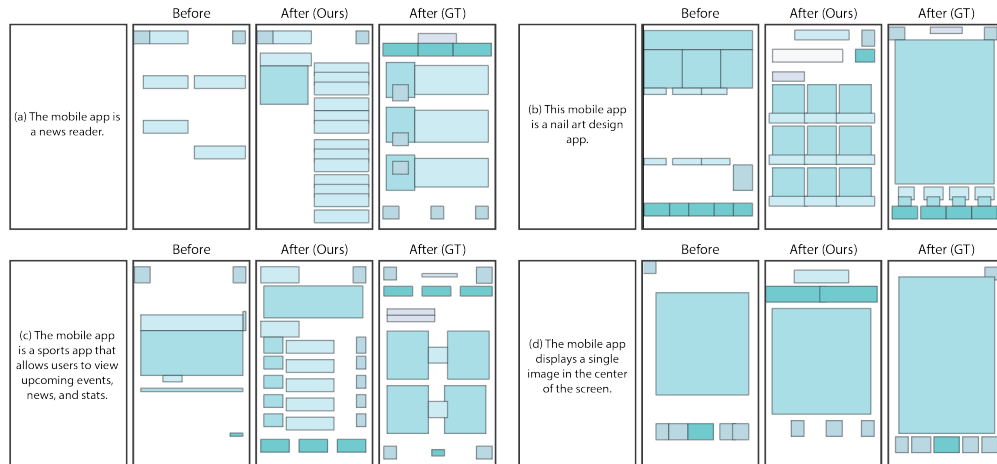 Before After (Ours) After (GT)
(a) The mobile app is
a news reader.
Before After (Ours) After (GT)
(b) This mobile app
is a nail art design
app.
Before After (Ours) After (GT)
(c) The mobile app
is a sports app that
allows users to view
upcoming events,
news, and stats.
Before After (Ours) After (GT)
(d) The mobile app
displays a single
image in the center
of the screen.